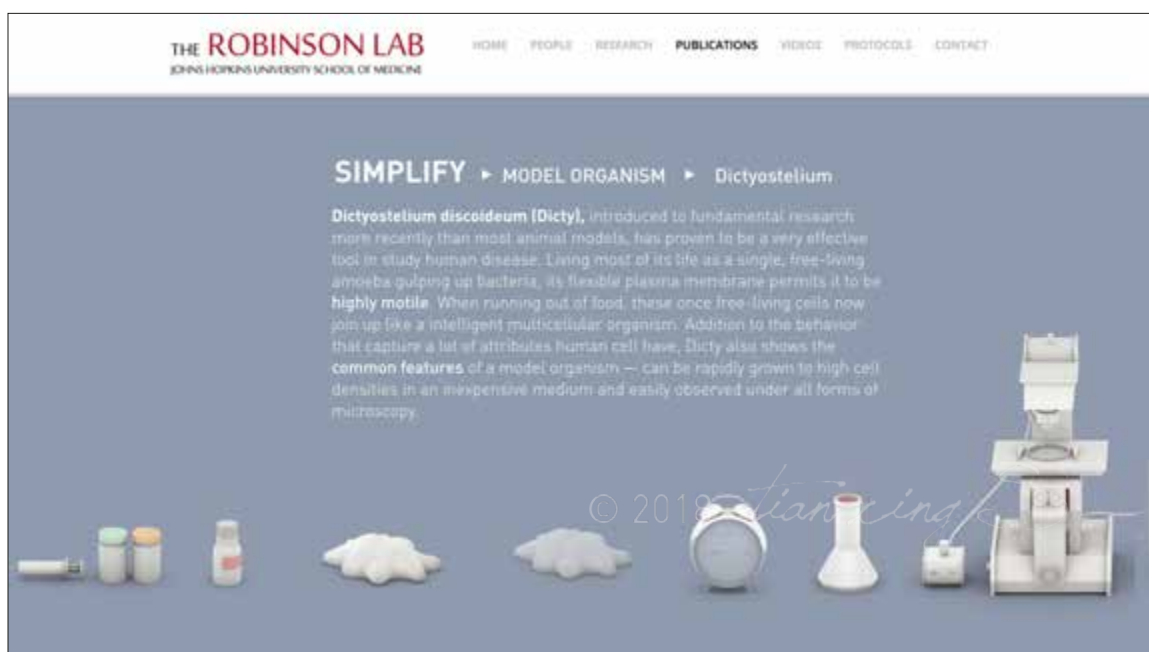 THE ROBINSON LAB
JOHNS HOPKINS UNIVERSITY SCHOOL OF MEDICINE
HOME PEOPLE RESEARCH PUBLICATIONS VIDEOS PROTOCOLS CONTACT
SIMPLIFY ▸ MODEL ORGANISM ▸ Dictyostelium
Dictyostelium discoideum (Dicty), introduced to fundamental research
more recently than most animal models, has proven to be a very effective
tool in study human disease. Living most of its life as a single, free-living
amoeba gulping up bacteria, its flexible plasma membrane permits it to be
highly motile. When running out of food, these once free-living cells now
join up like a intelligent multicellular organism. Addition to the behavior
that capture a lot of attributes human cell have, Dicty also shows the
common features of a model organism — can be rapidly grown to high cell
densities in an inexpensive medium and easily observed under all forms of
microscopy.
© 2018